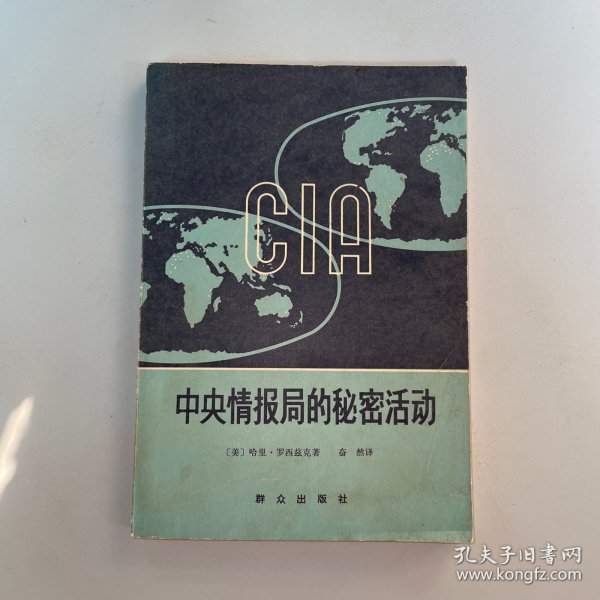 CIA
中央情报局的秘密活动
〔美〕哈里·罗西兹克著 奋然译
群众出版社
孔夫子旧书网
www.kongfz.com